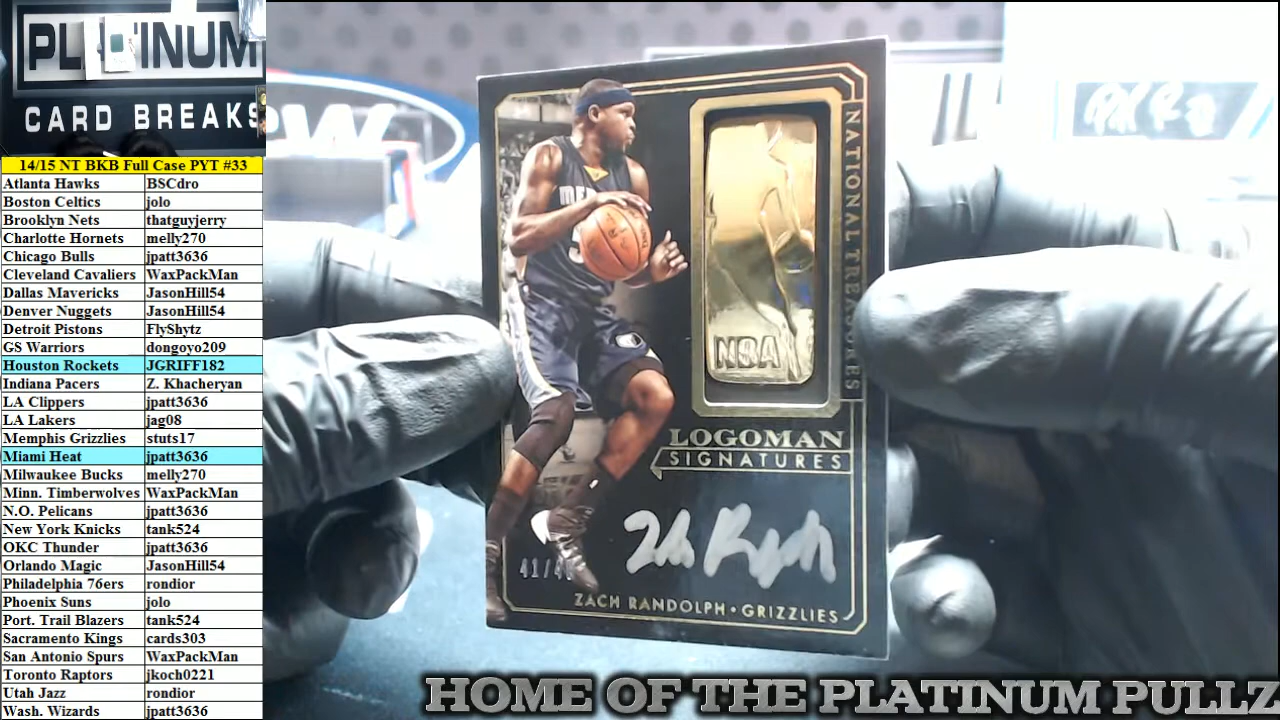 PLATINUM
CARD BREAKS
14/15 NT BKB Full Case PYT #33
Atlanta Hawks BSCdro
Boston Celtics jolo
Brooklyn Nets thatguyjerry
Charlotte Hornets melly270
Chicago Bulls jpatt3636
Cleveland Cavaliers WaxPackMan
Dallas Mavericks JasonHill54
Denver Nuggets JasonHill54
Detroit Pistons FlyShytz
GS Warriors dongoyo209
Houston Rockets JGRIFF182
Indiana Pacers Z. Khacheryan
LA Clippers jpatt3636
LA Lakers jag08
Memphis Grizzlies stuts17
Miami Heat jpatt3636
Milwaukee Bucks melly270
Minn. Timberwolves WaxPackMan
N.O. Pelicans jpatt3636
New York Knicks tank524
OKC Thunder jpatt3636
Orlando Magic JasonHill54
Philadelphia 76ers rondior
Phoenix Suns jolo
Port. Trail Blazers tank524
Sacramento Kings cards303
San Antonio Spurs WaxPackMan
Toronto Raptors jkoch0221
Utah Jazz rondior
Wash. Wizards jpatt3636
NATIONAL TREASURES
NBA
LOGOMAN
SIGNATURES
ZACH RANDOLPH • GRIZZLIES
HOME OF THE PLATINUM PULLZ